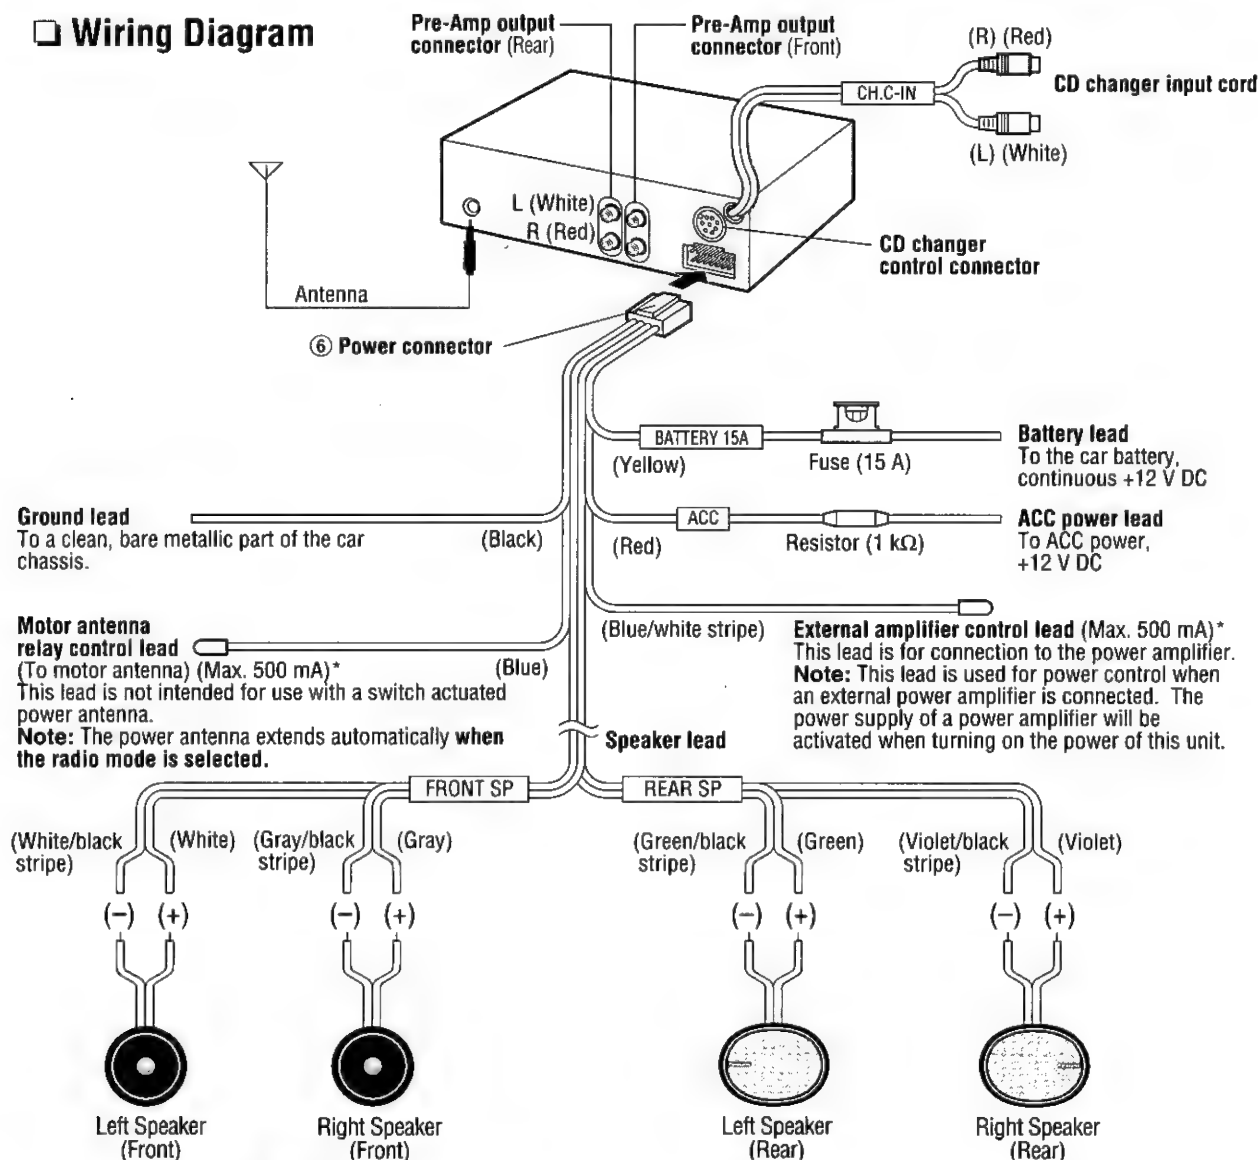 ❏ Wiring Diagram
Pre-Amp output
connector (Rear)
Pre-Amp output
connector (Front)
(R) (Red)
CH.C-IN
CD changer input cord
(L) (White)
L (White)
R (Red)
CD changer
control connector
Antenna
⑥ Power connector
BATTERY 15A
(Yellow)
Fuse (15 A)
Battery lead
To the car battery,
continuous +12 V DC
Ground lead
To a clean, bare metallic part of the car
chassis.
(Black)
ACC
(Red)
Resistor (1 kΩ)
ACC power lead
To ACC power,
+12 V DC
Motor antenna
relay control lead
(To motor antenna) (Max. 500 mA)*
This lead is not intended for use with a switch actuated
power antenna.
Note: The power antenna extends automatically when
the radio mode is selected.
(Blue)
(Blue/white stripe)
External amplifier control lead (Max. 500 mA)*
This lead is for connection to the power amplifier.
Note: This lead is used for power control when
an external power amplifier is connected. The
power supply of a power amplifier will be
activated when turning on the power of this unit.
Speaker lead
FRONT SP
REAR SP
(White/black
stripe)
(White)
(Gray/black
stripe)
(Gray)
(Green/black
stripe)
(Green)
(Violet/black
stripe)
(Violet)
(−) (+)
(−) (+)
(−) (+)
(−) (+)
Left Speaker
(Front)
Right Speaker
(Front)
Left Speaker
(Rear)
Right Speaker
(Rear)